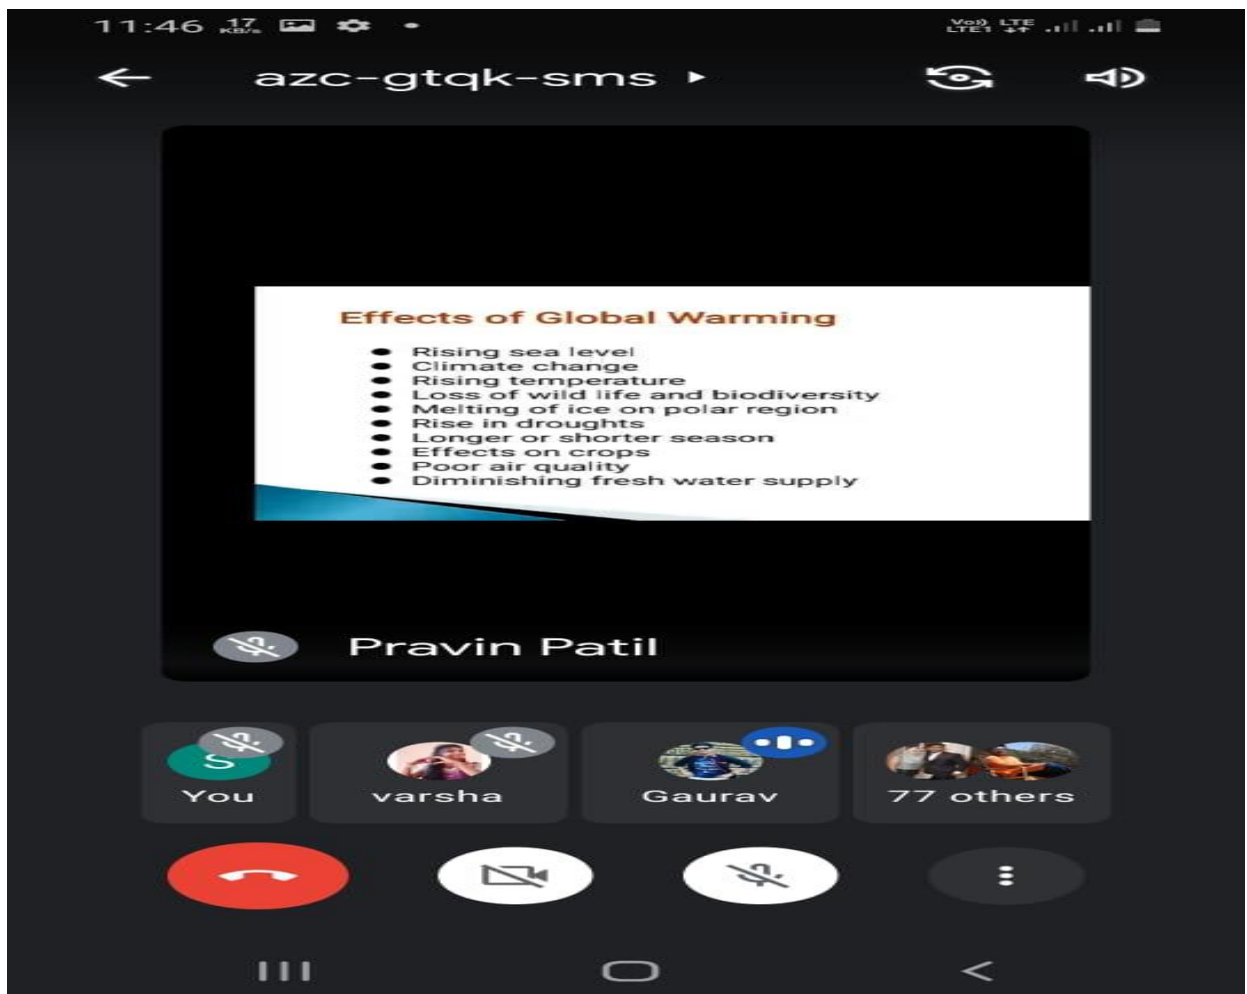 11:46 17 KB/s Vo)) LTE LTE1
azc-gtqk-sms
Effects of Global Warming
● Rising sea level
● Climate change
● Rising temperature
● Loss of wild life and biodiversity
● Melting of ice on polar region
● Rise in droughts
● Longer or shorter season
● Effects on crops
● Poor air quality
● Diminishing fresh water supply
Pravin Patil
S
You varsha Gaurav 77 others